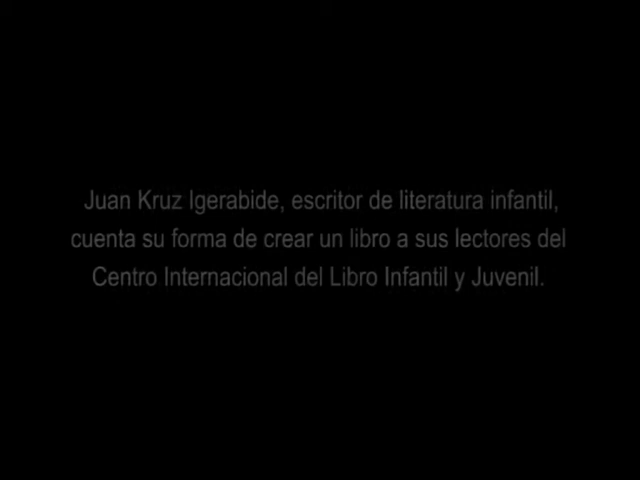 Juan Kruz Igerabide, escritor de literatura infantil,
cuenta su forma de crear un libro a sus lectores del
Centro Internacional del Libro Infantil y Juvenil.